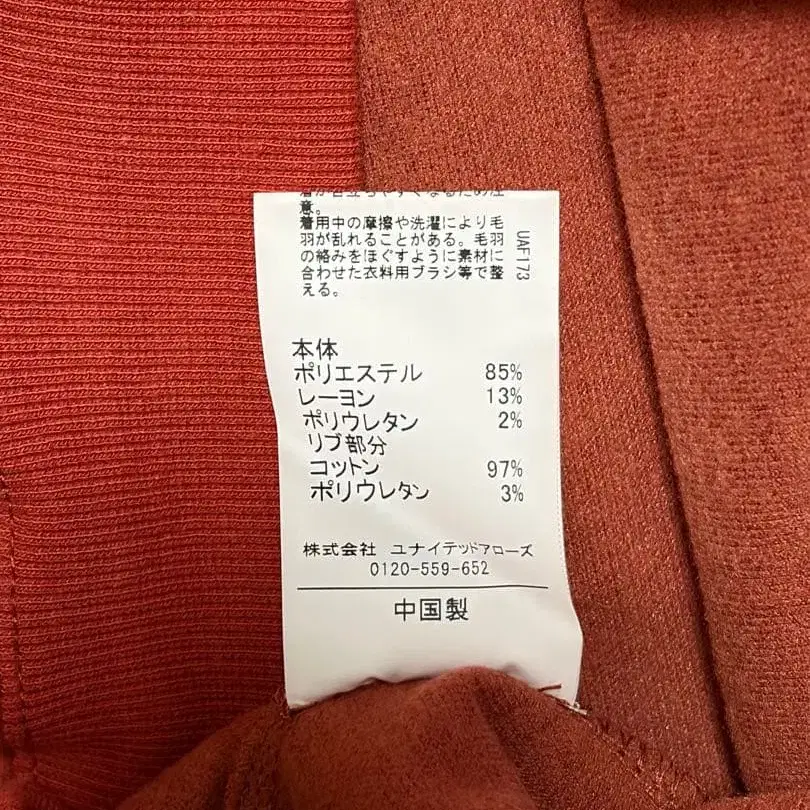 意。
着用中の摩擦や洗濯により毛
羽が乱れることがある。毛羽
の絡みをほぐすように素材に
合わせた衣料用ブラシ等で整
える。
UAF173
本体
ポリエステル 85%
レーヨン 13%
ポリウレタン 2%
リブ部分
コットン 97%
ポリウレタン 3%
株式会社 ユナイテッドアローズ
0120-559-652
中国製